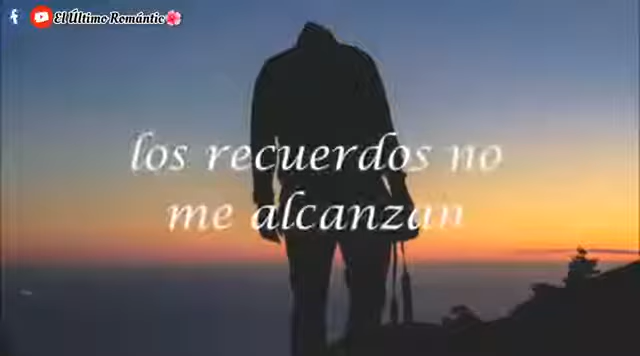 El Último Romántic
los recuerdos no
me alcanzan